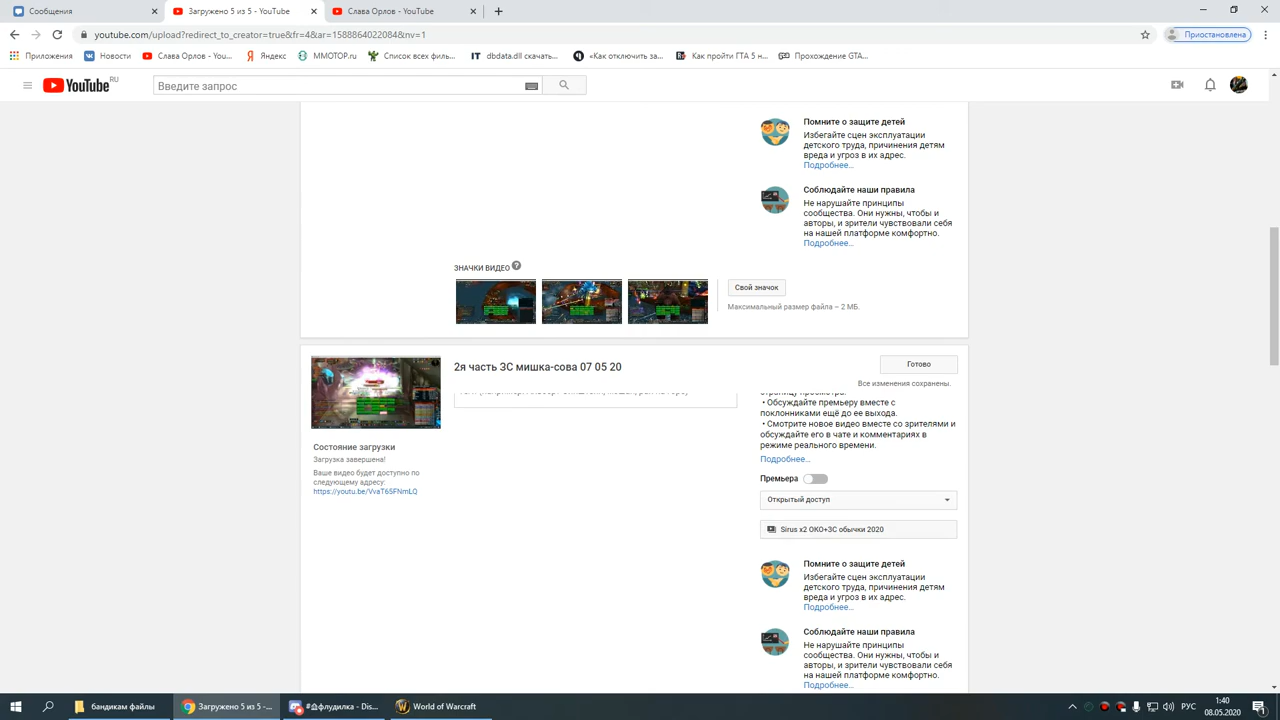 Сообщения
Загружено 5 из 5 - YouTube
Слава Орлов - YouTube
youtube.com/upload?redirect_to_creator=true&fr=4&ar=1588864022084&nv=1
Приостановлена
Приложения
Новости
Слава Орлов - You...
Яндекс
MMOTOP.ru
Список всех филь...
dbdata.dll скачать...
«Как отключить за...
Как пройти ГТА 5 н...
Прохождение GTA...
YouTube RU
Введите запрос
Помните о защите детей
Избегайте сцен эксплуатации
детского труда, причинения детям
вреда и угроз в их адрес.
Подробнее…
Соблюдайте наши правила
Не нарушайте принципы
сообщества. Они нужны, чтобы и
авторы, и зрители чувствовали себя
на нашей платформе комфортно.
Подробнее…
ЗНАЧКИ ВИДЕО ?
Свой значок
Максимальный размер файла – 2 МБ.
2я часть ЗС мишка-сова 07 05 20
Готово
Все изменения сохранены.
страницу просмотра.
• Обсуждайте премьеру вместе с
поклонниками ещё до ее выхода.
• Смотрите новое видео вместе со зрителями и
обсуждайте его в чате и комментариях в
режиме реального времени.
Подробнее…
Состояние загрузки
Загрузка завершена!
Ваше видео будет доступно по
следующему адресу:
https://youtu.be/VvaT65FNmLQ
Премьера
Открытый доступ
Sirus x2 ОКО+ЗС обычки 2020
Помните о защите детей
Избегайте сцен эксплуатации
детского труда, причинения детям
вреда и угроз в их адрес.
Подробнее…
Соблюдайте наши правила
Не нарушайте принципы
сообщества. Они нужны, чтобы и
авторы, и зрители чувствовали себя
на нашей платформе комфортно.
Подробнее…
бандикам файлы
Загружено 5 из 5 -...
#Дфлудилка - Dis...
World of Warcraft
РУС
1:40
08.05.2020
1